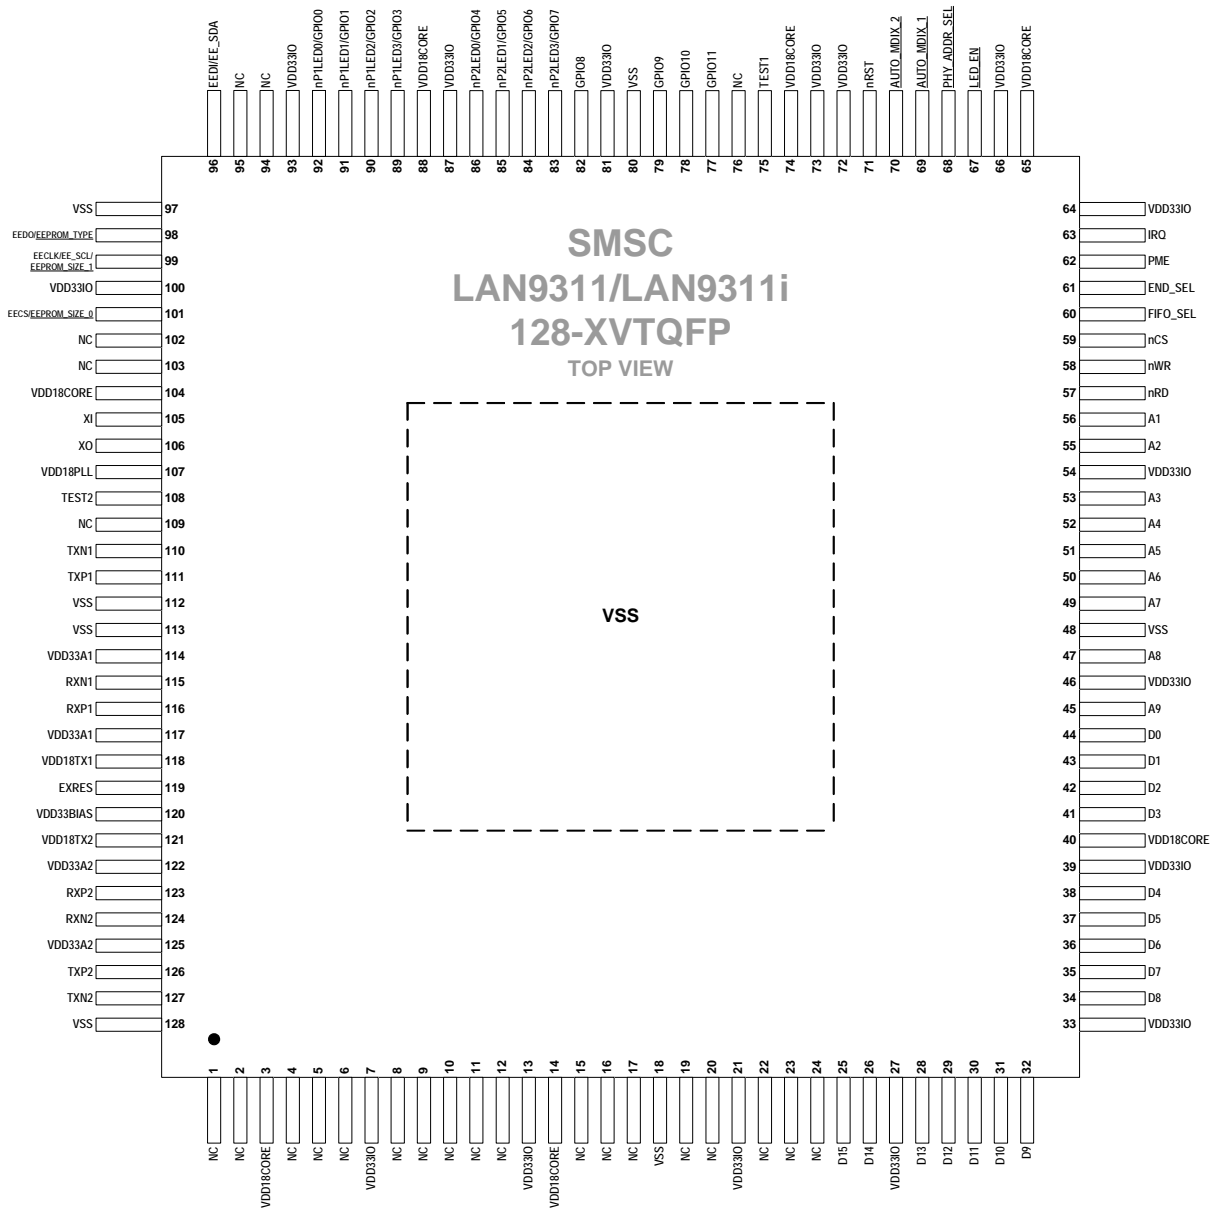 EEDI/EE_SDA
NC
NC
VDD33IO
nP1LED0/GPIO0
nP1LED1/GPIO1
nP1LED2/GPIO2
nP1LED3/GPIO3
VDD18CORE
VDD33IO
nP2LED0/GPIO4
nP2LED1/GPIO5
nP2LED2/GPIO6
nP2LED3/GPIO7
GPIO8
VDD33IO
VSS
GPIO9
GPIO10
GPIO11
NC
TEST1
VDD18CORE
VDD33IO
VDD33IO
nRST
AUTO_MDIX_2
AUTO_MDIX_1
PHY_ADDR_SEL
LED_EN
VDD33IO
VDD18CORE
96
95
94
93
92
91
90
89
88
87
86
85
84
83
82
81
80
79
78
77
76
75
74
73
72
71
70
69
68
67
66
65
VSS 97
EEDO/EEPROM_TYPE 98
EECLK/EE_SCL/
EEPROM_SIZE_1 99
VDD33IO 100
EECS/EEPROM_SIZE_0 101
NC 102
NC 103
VDD18CORE 104
XI 105
XO 106
VDD18PLL 107
TEST2 108
NC 109
TXN1 110
TXP1 111
VSS 112
VSS 113
VDD33A1 114
RXN1 115
RXP1 116
VDD33A1 117
VDD18TX1 118
EXRES 119
VDD33BIAS 120
VDD18TX2 121
VDD33A2 122
RXP2 123
RXN2 124
VDD33A2 125
TXP2 126
TXN2 127
VSS 128
SMSC
LAN9311/LAN9311i
128-XVTQFP
TOP VIEW
VSS
64 VDD33IO
63 IRQ
62 PME
61 END_SEL
60 FIFO_SEL
59 nCS
58 nWR
57 nRD
56 A1
55 A2
54 VDD33IO
53 A3
52 A4
51 A5
50 A6
49 A7
48 VSS
47 A8
46 VDD33IO
45 A9
44 D0
43 D1
42 D2
41 D3
40 VDD18CORE
39 VDD33IO
38 D4
37 D5
36 D6
35 D7
34 D8
33 VDD33IO
1
2
3
4
5
6
7
8
9
10
11
12
13
14
15
16
17
18
19
20
21
22
23
24
25
26
27
28
29
30
31
32
NC
NC
VDD18CORE
NC
NC
NC
VDD33IO
NC
NC
NC
NC
NC
VDD33IO
VDD18CORE
NC
NC
NC
VSS
NC
NC
VDD33IO
NC
NC
NC
D15
D14
VDD33IO
D13
D12
D11
D10
D9